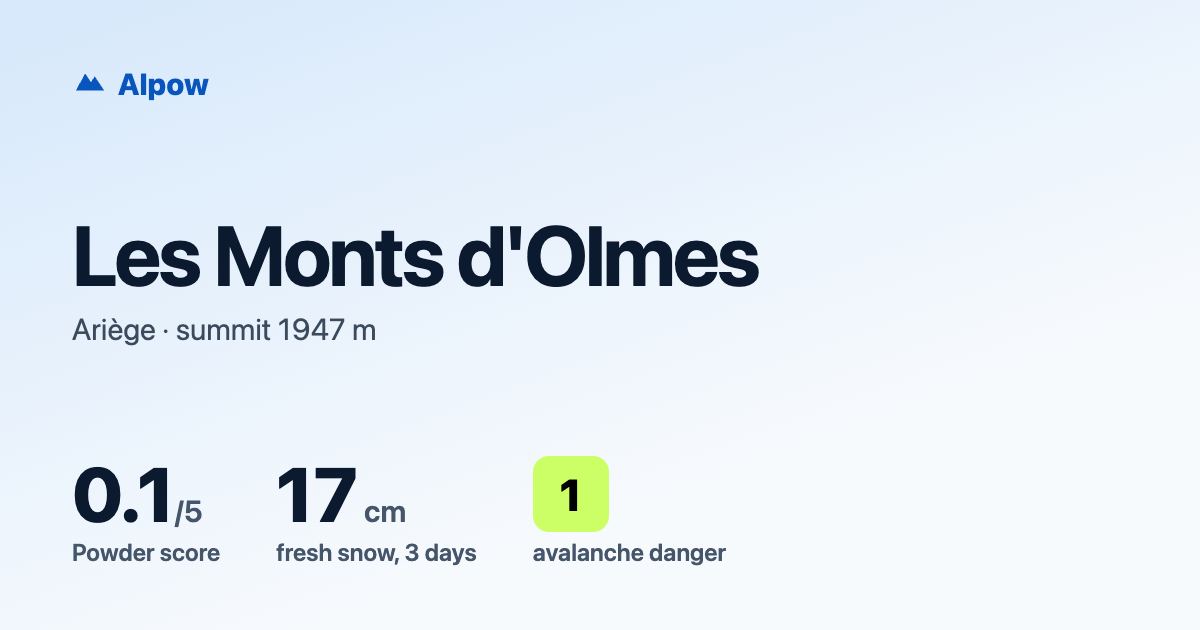 Alpow
Les Monts d'Olmes
Ariège · summit 1947 m
0.1/5
Powder score
17 cm
fresh snow, 3 days
1
avalanche danger